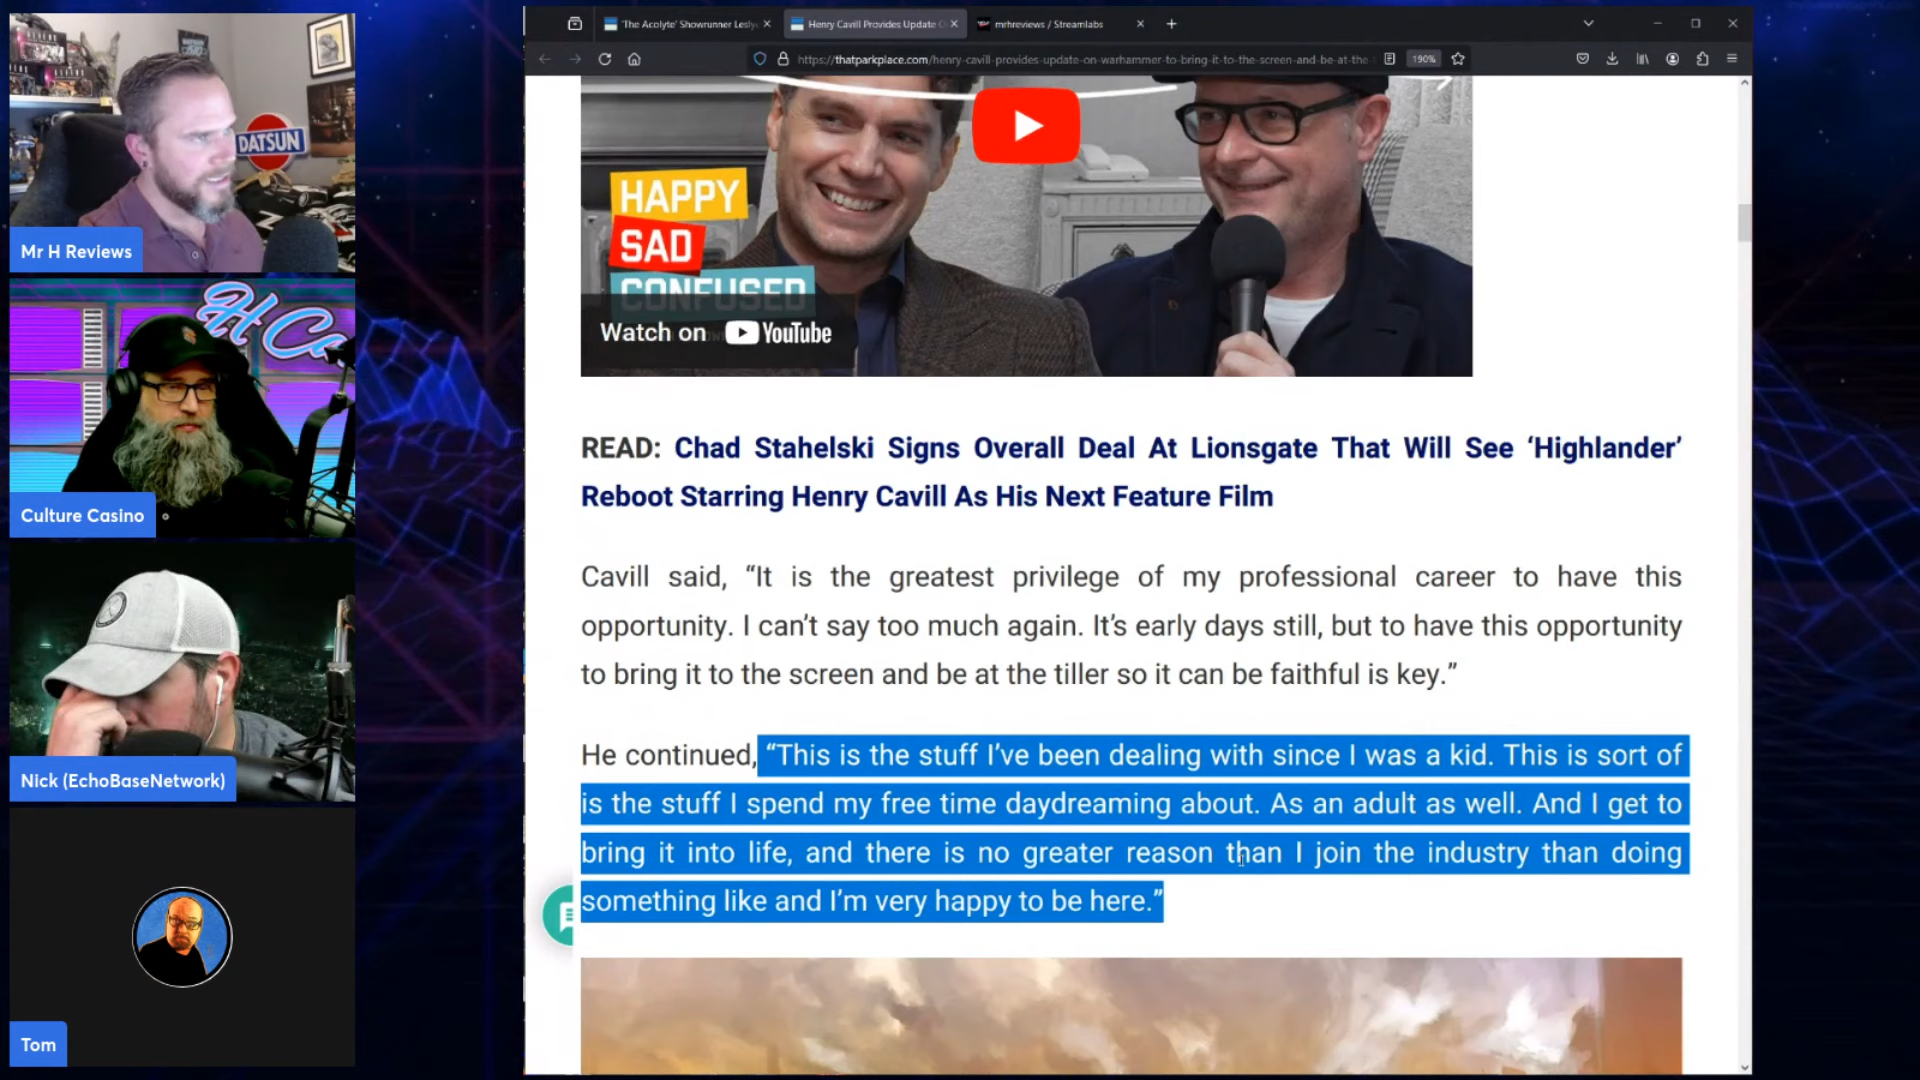 'The Acolyte' Showrunner Lesly
Henry Cavill Provides Update O
mrhreviews / Streamlabs
https://thatparkplace.com/henry-cavill-provides-update-on-warhammer-to-bring-it-to-the-screen-and-be-at-the
190%
DATSUN
Mr H Reviews
H Ca
Culture Casino
Nick (EchoBaseNetwork)
Tom
HAPPY
SAD
CONFUSED
Watch on YouTube
READ: Chad Stahelski Signs Overall Deal At Lionsgate That Will See ‘Highlander’
Reboot Starring Henry Cavill As His Next Feature Film
Cavill said, “It is the greatest privilege of my professional career to have this
opportunity. I can’t say too much again. It’s early days still, but to have this opportunity
to bring it to the screen and be at the tiller so it can be faithful is key.”
He continued, “This is the stuff I’ve been dealing with since I was a kid. This is sort of
is the stuff I spend my free time daydreaming about. As an adult as well. And I get to
bring it into life, and there is no greater reason than I join the industry than doing
something like and I’m very happy to be here.”